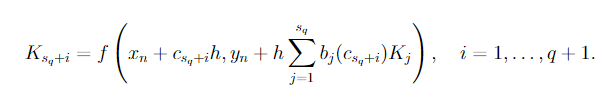 $K_{s_q+i} = f\left(x_n + c_{s_q+i}h, y_n + h\sum_{j=1}^{s_q} b_j(c_{s_q+i})K_j\right), \quad i = 1, \ldots, q+1.$